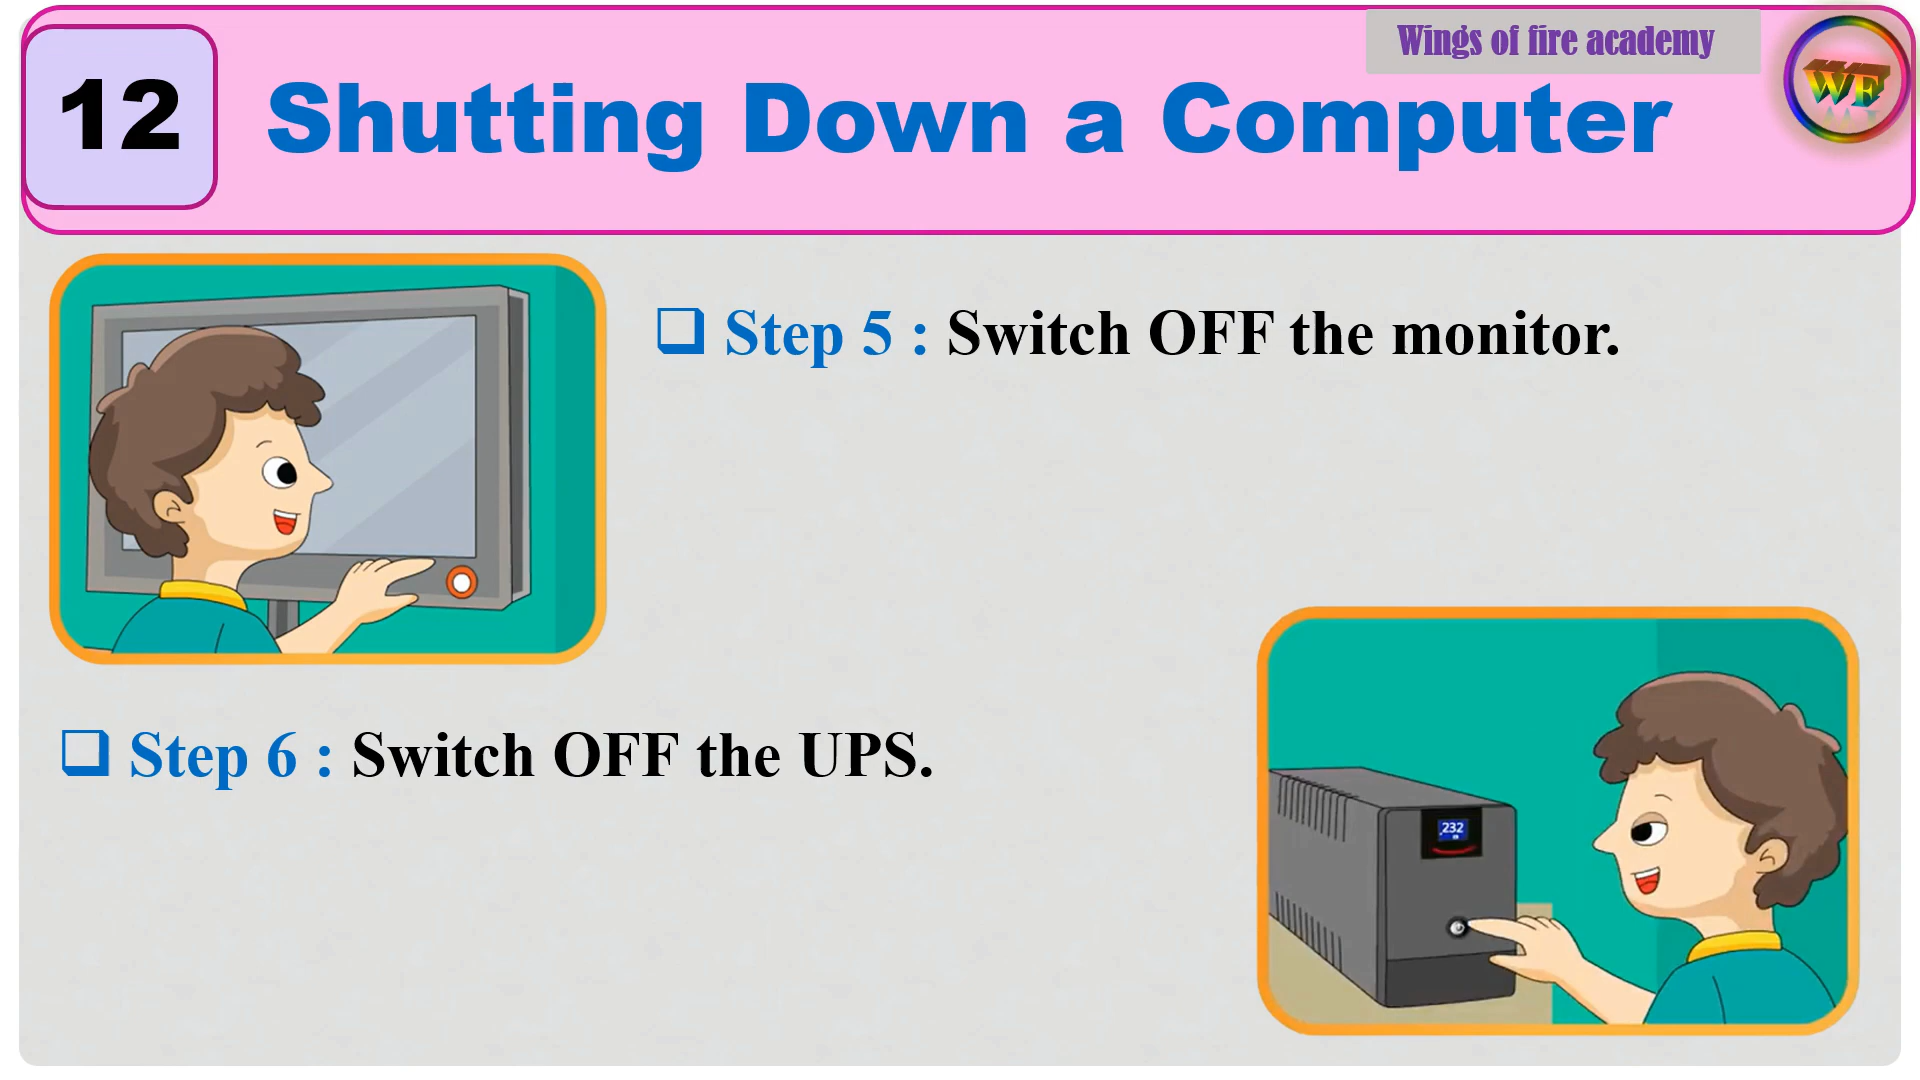 Wings of fire academy
WF
12
Shutting Down a Computer
Step 5 : Switch OFF the monitor.
Step 6 : Switch OFF the UPS.
232